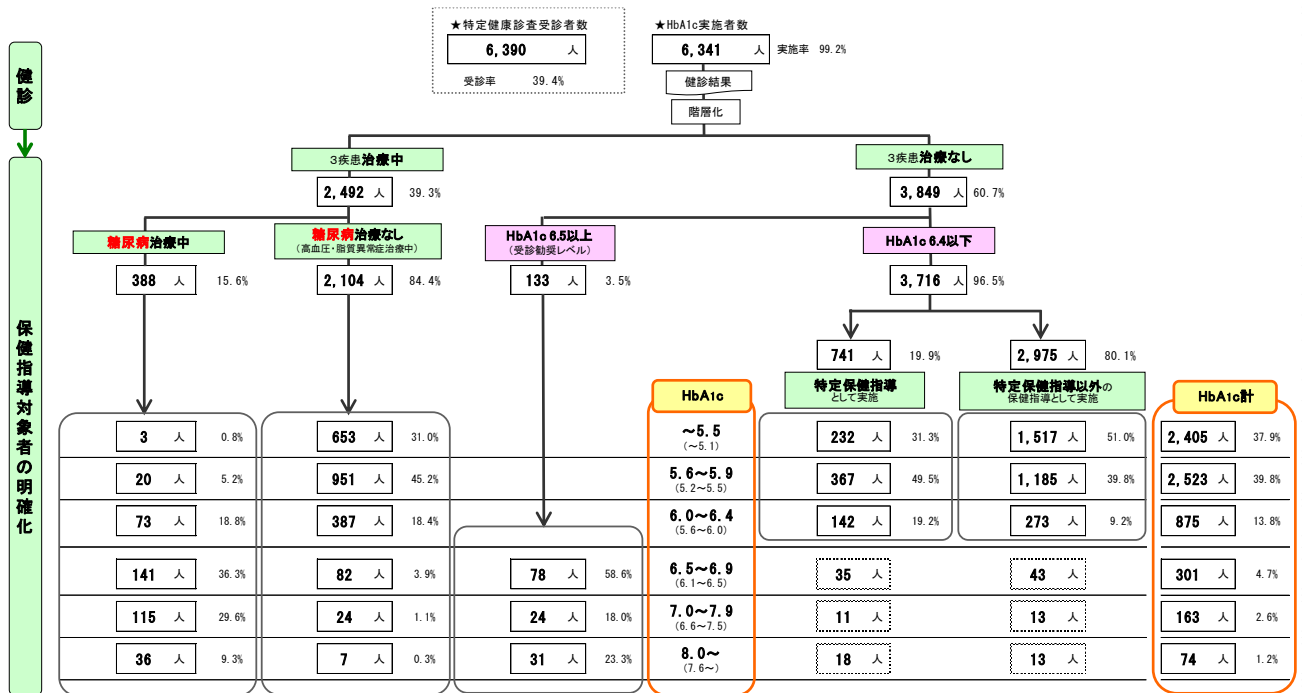 ★特定健康診査受診者数
6,390 人
受診率 39.4%
★HbA1c実施者数
6,341 人 実施率 99.2%
健診結果
階層化
健診
保健指導対象者の明確化
3疾患治療中
2,492 人 39.3%
3疾患治療なし
3,849 人 60.7%
糖尿病治療中
388 人 15.6%
糖尿病治療なし
(高血圧・脂質異常症治療中)
2,104 人 84.4%
HbA1c 6.5以上
(受診勧奨レベル)
133 人 3.5%
HbA1c 6.4以下
3,716 人 96.5%
741 人 19.9%
2,975 人 80.1%
特定保健指導
として実施
特定保健指導以外の
保健指導として実施
HbA1c
HbA1c計
3 人 0.8% 653 人 31.0% ~5.5 232 人 31.3% 1,517 人 51.0% 2,405 人 37.9%
(~5.1)
20 人 5.2% 951 人 45.2% 5.6~5.9 367 人 49.5% 1,185 人 39.8% 2,523 人 39.8%
(5.2~5.5)
73 人 18.8% 387 人 18.4% 6.0~6.4 142 人 19.2% 273 人 9.2% 875 人 13.8%
(5.6~6.0)
141 人 36.3% 82 人 3.9% 78 人 58.6% 6.5~6.9 35 人 43 人 301 人 4.7%
(6.1~6.5)
115 人 29.6% 24 人 1.1% 24 人 18.0% 7.0~7.9 11 人 13 人 163 人 2.6%
(6.6~7.5)
36 人 9.3% 7 人 0.3% 31 人 23.3% 8.0~ 18 人 13 人 74 人 1.2%
(7.6~)